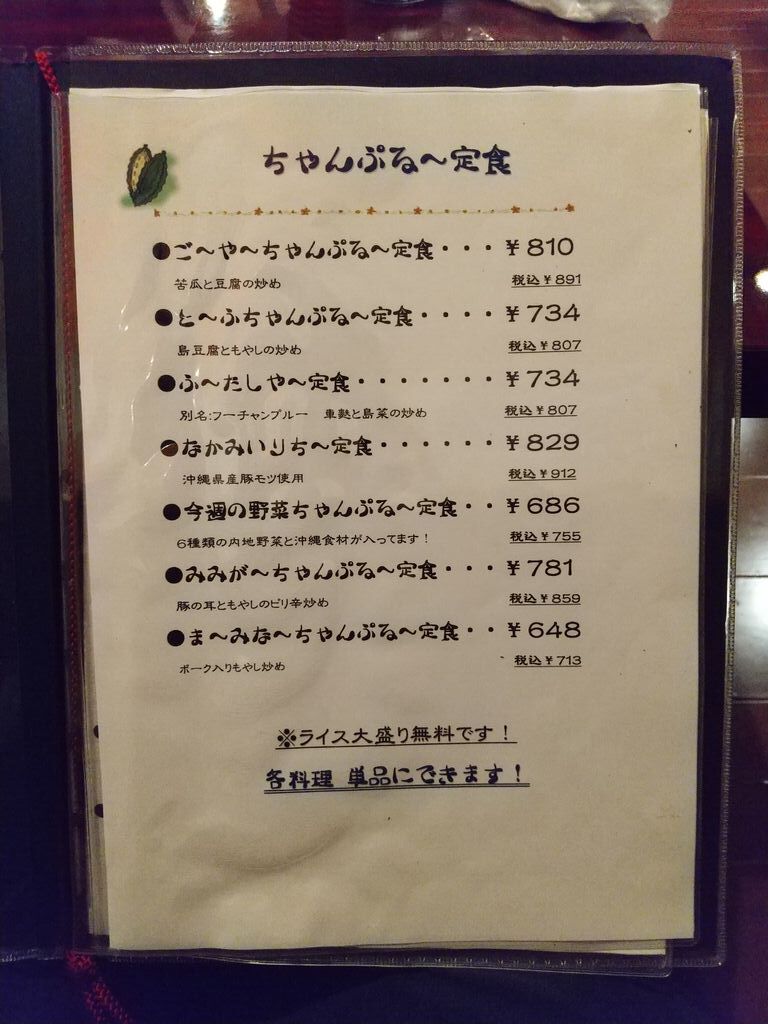 ちゃんぷる〜定食
●ご〜や〜ちゃんぷる〜定食・・・￥810
苦瓜と豆腐の炒め 税込￥891
●と〜ふちゃんぷる〜定食・・・・￥734
島豆腐ともやしの炒め 税込￥807
●ふ〜たしや〜定食・・・・・・・￥734
別名:フーチャンプルー 車麩と島菜の炒め 税込￥807
●なかみいりち〜定食・・・・・・￥829
沖縄県産豚モツ使用 税込￥912
●今週の野菜ちゃんぷる〜定食・・￥686
6種類の内地野菜と沖縄食材が入ってます！ 税込￥755
●みみが〜ちゃんぷる〜定食・・・￥781
豚の耳ともやしのピリ辛炒め 税込￥859
●ま〜みな〜ちゃんぷる〜定食・・￥648
ポーク入りもやし炒め 税込￥713
※ライス大盛り無料です！
各料理 単品にできます！